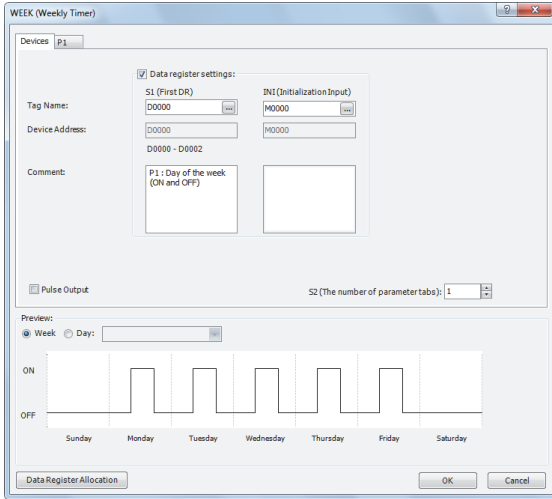 WEEK (Weekly Timer)
Devices P1
Data register settings:
S1 (First DR) INI(Initialization Input)
Tag Name: D0000 ... M0000 ...
Device Address: D0000 M0000
D0000 - D0002
Comment: P1 : Day of the week
(ON and OFF)
Pulse Output S2 (The number of parameter tabs): 1
Preview:
Week Day:
ON
OFF
Sunday Monday Tuesday Wednesday Thursday Friday Saturday
Data Register Allocation OK Cancel